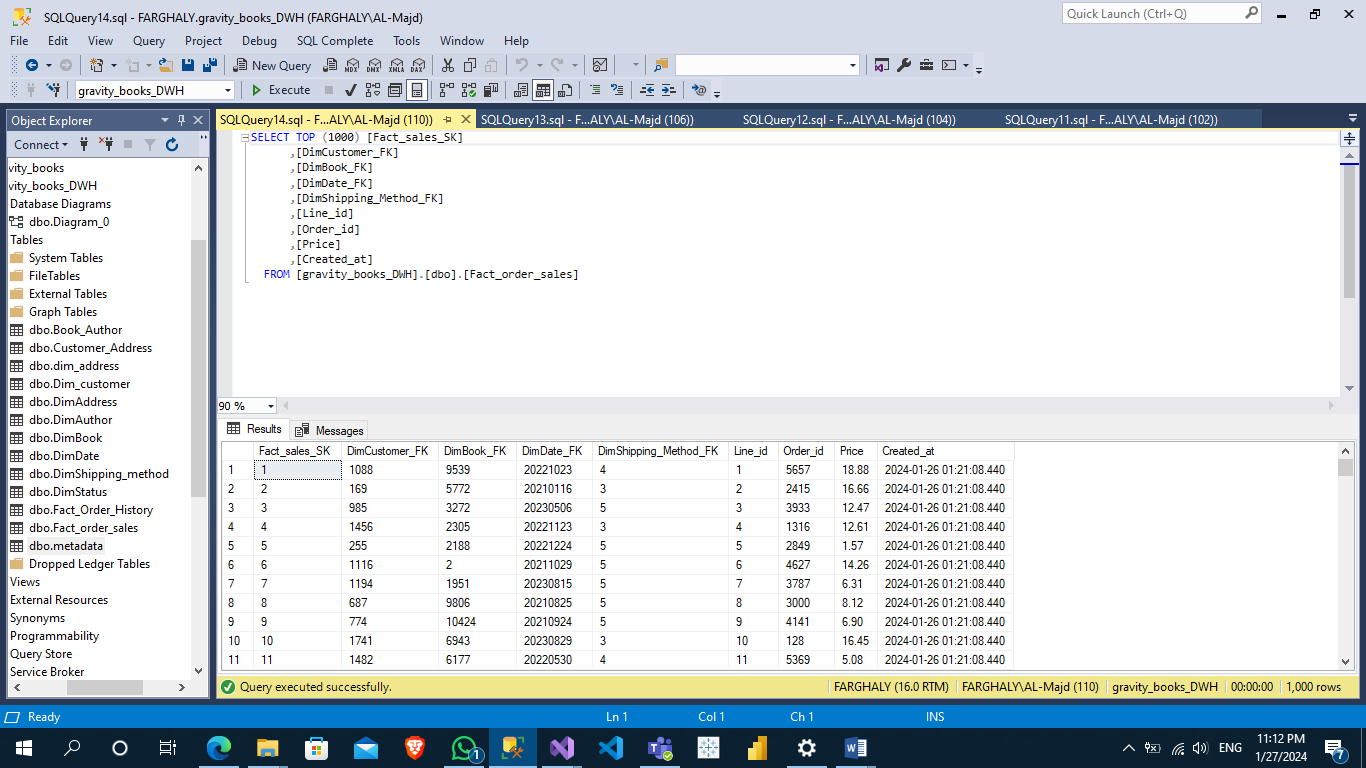 SQLQuery14.sql - FARGHALY.gravity_books_DWH (FARGHALY\AL-Majd)
Quick Launch (Ctrl+Q)
File Edit View Query Project Debug SQL Complete Tools Window Help
New Query MDX DMX XMLA DAX
gravity_books_DWH Execute
Object Explorer
Connect
vity_books
vity_books_DWH
Database Diagrams
dbo.Diagram_0
Tables
System Tables
FileTables
External Tables
Graph Tables
dbo.Book_Author
dbo.Customer_Address
dbo.dim_address
dbo.Dim_customer
dbo.DimAddress
dbo.DimAuthor
dbo.DimBook
dbo.DimDate
dbo.DimShipping_method
dbo.DimStatus
dbo.Fact_Order_History
dbo.Fact_order_sales
dbo.metadata
Dropped Ledger Tables
Views
External Resources
Synonyms
Programmability
Query Store
Service Broker
SQLQuery14.sql - F...ALY\AL-Majd (110)) SQLQuery13.sql - F...ALY\AL-Majd (106)) SQLQuery12.sql - F...ALY\AL-Majd (104)) SQLQuery11.sql - F...ALY\AL-Majd (102))
SELECT TOP (1000) [Fact_sales_SK]
,[DimCustomer_FK]
,[DimBook_FK]
,[DimDate_FK]
,[DimShipping_Method_FK]
,[Line_id]
,[Order_id]
,[Price]
,[Created_at]
FROM [gravity_books_DWH].[dbo].[Fact_order_sales]
90 %
Results Messages
Fact_sales_SK DimCustomer_FK DimBook_FK DimDate_FK DimShipping_Method_FK Line_id Order_id Price Created_at
1 1 1088 9539 20221023 4 1 5657 18.88 2024-01-26 01:21:08.440
2 2 169 5772 20210116 3 2 2415 16.66 2024-01-26 01:21:08.440
3 3 985 3272 20230506 5 3 3933 12.47 2024-01-26 01:21:08.440
4 4 1456 2305 20221123 3 4 1316 12.61 2024-01-26 01:21:08.440
5 5 255 2188 20221224 5 5 2849 1.57 2024-01-26 01:21:08.440
6 6 1116 2 20211029 5 6 4627 14.26 2024-01-26 01:21:08.440
7 7 1194 1951 20230815 5 7 3787 6.31 2024-01-26 01:21:08.440
8 8 687 9806 20210825 5 8 3000 8.12 2024-01-26 01:21:08.440
9 9 774 10424 20210924 5 9 4141 6.90 2024-01-26 01:21:08.440
10 10 1741 6943 20230829 3 10 128 16.45 2024-01-26 01:21:08.440
11 11 1482 6177 20220530 4 11 5369 5.08 2024-01-26 01:21:08.440
Query executed successfully. FARGHALY (16.0 RTM) FARGHALY\AL-Majd (110) gravity_books_DWH 00:00:00 1,000 rows
Ready Ln 1 Col 1 Ch 1 INS
1 ENG 11:12 PM 7
1/27/2024